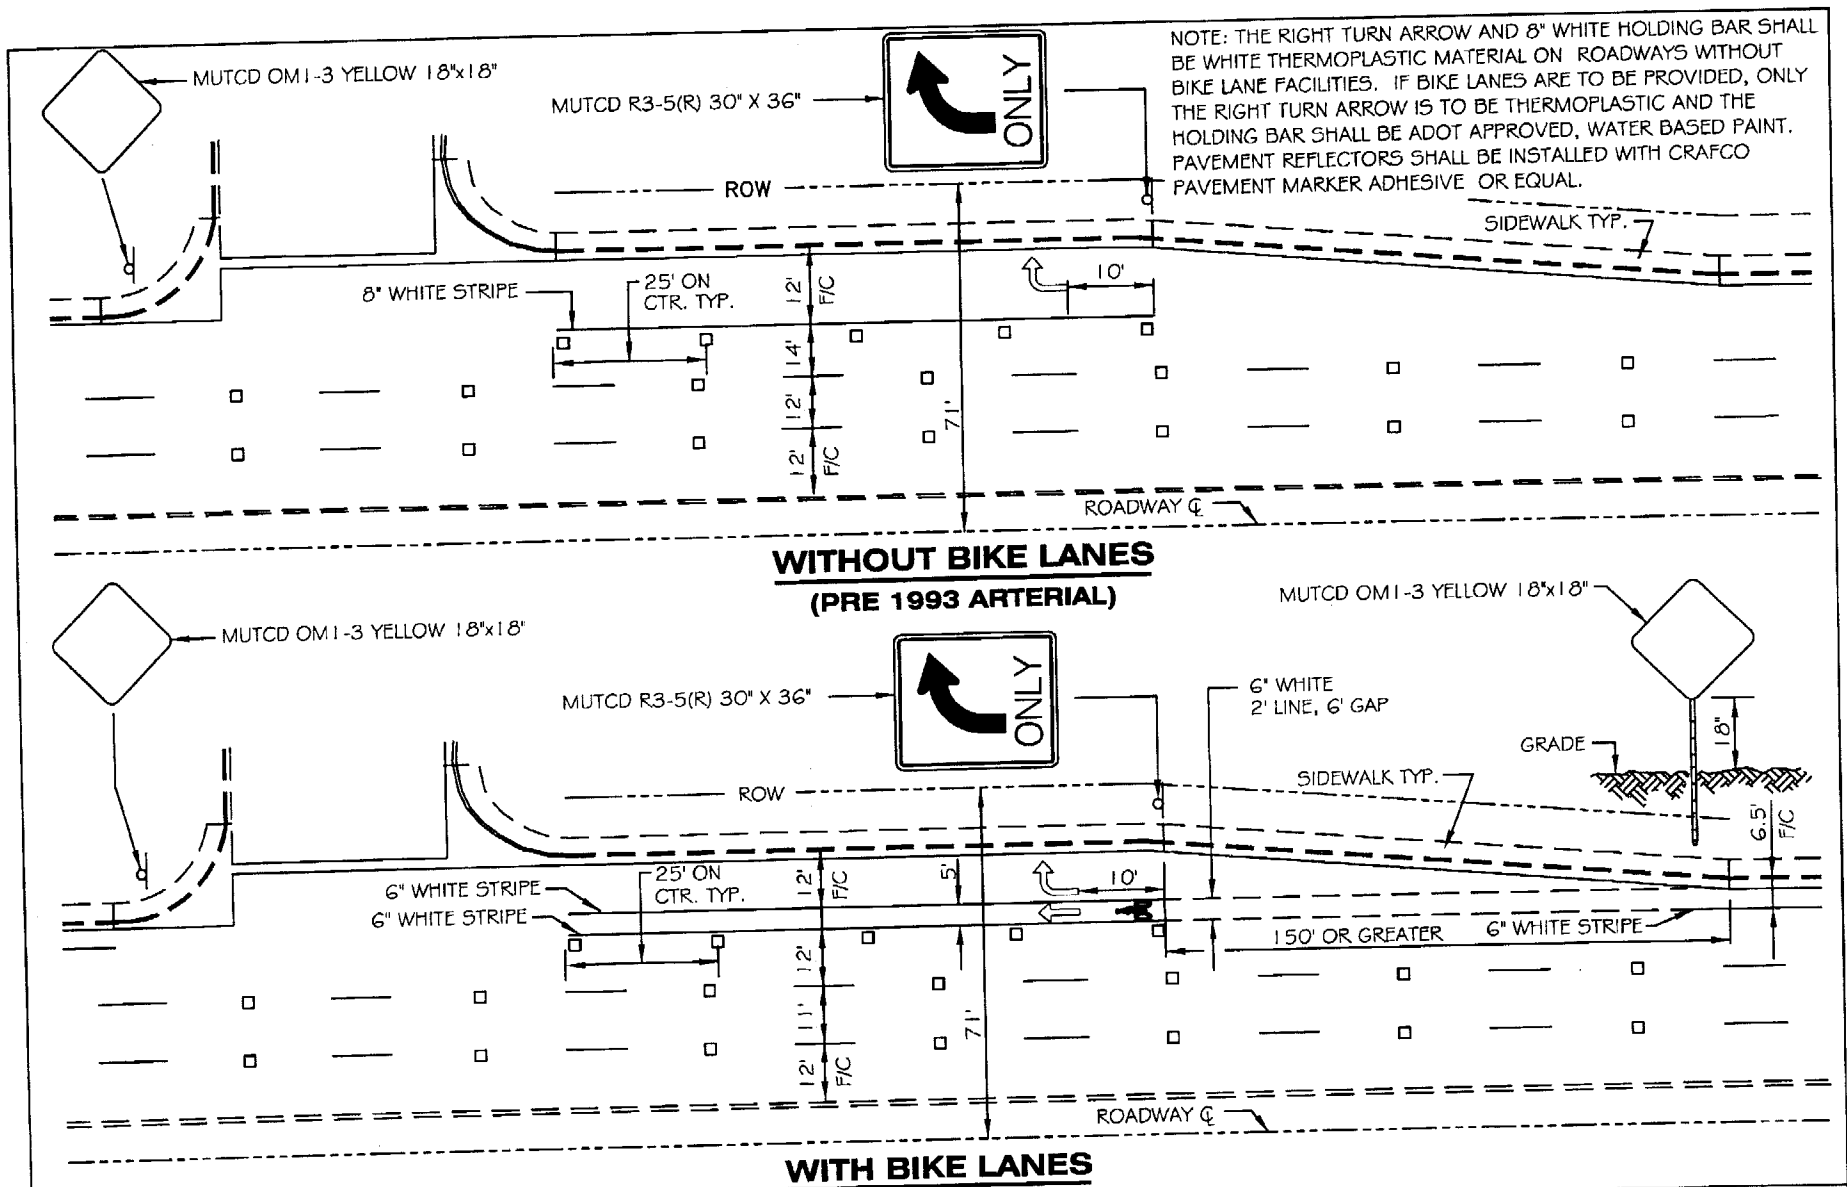 NOTE: THE RIGHT TURN ARROW AND 8" WHITE HOLDING BAR SHALL
BE WHITE THERMOPLASTIC MATERIAL ON ROADWAYS WITHOUT
BIKE LANE FACILITIES. IF BIKE LANES ARE TO BE PROVIDED, ONLY
THE RIGHT TURN ARROW IS TO BE THERMOPLASTIC AND THE
HOLDING BAR SHALL BE ADOT APPROVED, WATER BASED PAINT.
PAVEMENT REFLECTORS SHALL BE INSTALLED WITH CRAFCO
PAVEMENT MARKER ADHESIVE OR EQUAL.
MUTCD OM1-3 YELLOW 18"x18"
MUTCD R3-5(R) 30" X 36"
ONLY
ROW
SIDEWALK TYP.
8" WHITE STRIPE
25' ON
CTR. TYP.
12'
F/C
10'
14'
12'
71'
12'
F/C
ROADWAY ℄
WITHOUT BIKE LANES
(PRE 1993 ARTERIAL)
MUTCD OM1-3 YELLOW 18"x18"
MUTCD OM1-3 YELLOW 18"x18"
MUTCD R3-5(R) 30" X 36"
ONLY
6" WHITE
2' LINE, 6' GAP
18"
GRADE
SIDEWALK TYP.
ROW
6.5'
F/C
25' ON
CTR. TYP.
6" WHITE STRIPE
6" WHITE STRIPE
12'
F/C
5'
10'
150' OR GREATER
6" WHITE STRIPE
12'
11'
71'
12'
F/C
ROADWAY ℄
WITH BIKE LANES